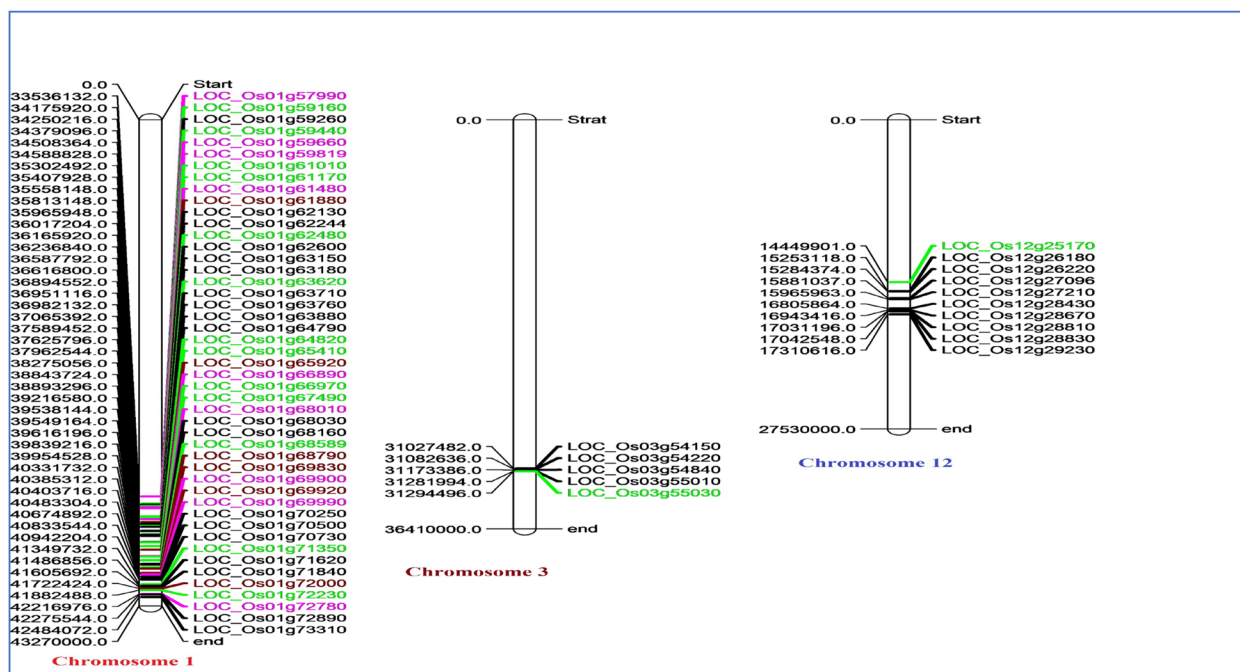 0.0 Start
33536132.0 LOC_Os01g57990
34175920.0 LOC_Os01g59160
34250216.0 LOC_Os01g59260
34379096.0 LOC_Os01g59440
34508364.0 LOC_Os01g59660
34588828.0 LOC_Os01g59819
35302492.0 LOC_Os01g61010
35407928.0 LOC_Os01g61170
35558148.0 LOC_Os01g61480
35813148.0 LOC_Os01g61880
35965948.0 LOC_Os01g62130
36017204.0 LOC_Os01g62244
36165920.0 LOC_Os01g62480
36236840.0 LOC_Os01g62600
36587792.0 LOC_Os01g63150
36616800.0 LOC_Os01g63180
36894552.0 LOC_Os01g63620
36951116.0 LOC_Os01g63710
36982132.0 LOC_Os01g63760
37065392.0 LOC_Os01g63880
37589452.0 LOC_Os01g64790
37625796.0 LOC_Os01g64820
37962544.0 LOC_Os01g65410
38275056.0 LOC_Os01g65920
38843724.0 LOC_Os01g66890
38893296.0 LOC_Os01g66970
39216580.0 LOC_Os01g67490
39538144.0 LOC_Os01g68010
39549164.0 LOC_Os01g68030
39616196.0 LOC_Os01g68160
39839216.0 LOC_Os01g68589
39954528.0 LOC_Os01g68790
40331732.0 LOC_Os01g69830
40385312.0 LOC_Os01g69900
40403716.0 LOC_Os01g69920
40483304.0 LOC_Os01g69990
40674892.0 LOC_Os01g70250
40833544.0 LOC_Os01g70500
40942204.0 LOC_Os01g70730
41349732.0 LOC_Os01g71350
41486856.0 LOC_Os01g71620
41605692.0 LOC_Os01g71840
41722424.0 LOC_Os01g72000
41882488.0 LOC_Os01g72230
42216976.0 LOC_Os01g72780
42275544.0 LOC_Os01g72890
42484072.0 LOC_Os01g73310
43270000.0 end
Chromosome 1
0.0 Strat
31027482.0 LOC_Os03g54150
31082636.0 LOC_Os03g54220
31173386.0 LOC_Os03g54840
31281994.0 LOC_Os03g55010
31294496.0 LOC_Os03g55030
36410000.0 end
Chromosome 3
0.0 Start
14449901.0 LOC_Os12g25170
15253118.0 LOC_Os12g26180
15284374.0 LOC_Os12g26220
15881037.0 LOC_Os12g27096
15965963.0 LOC_Os12g27210
16805864.0 LOC_Os12g28430
16943416.0 LOC_Os12g28670
17031196.0 LOC_Os12g28810
17042548.0 LOC_Os12g28830
17310616.0 LOC_Os12g29230
27530000.0 end
Chromosome 12